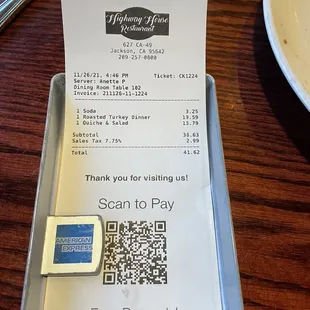 Highway House
Restaurant
627 CA-49
Jackson, CA 95642
209-257-0800
11/26/21, 4:46 PM Ticket: CK1224
Server: Anette P
Dining Room Table 102
Invoice: 211126-11-1224
1 Soda 3.25
1 Roasted Turkey Dinner 19.59
1 Quiche & Salad 15.79
Subtotal 38.63
Sales Tax 7.75% 2.99
Total 41.62
Thank you for visiting us!
Scan to Pay
AMERICAN
EXPRESS